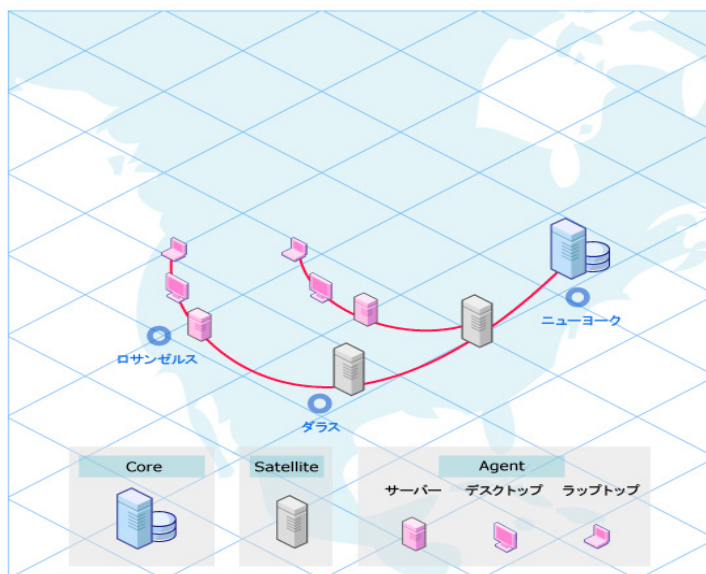 ニューヨーク
ロサンゼルス
ダラス
Core
Satellite
Agent
サーバー
デスクトップ
ラップトップ